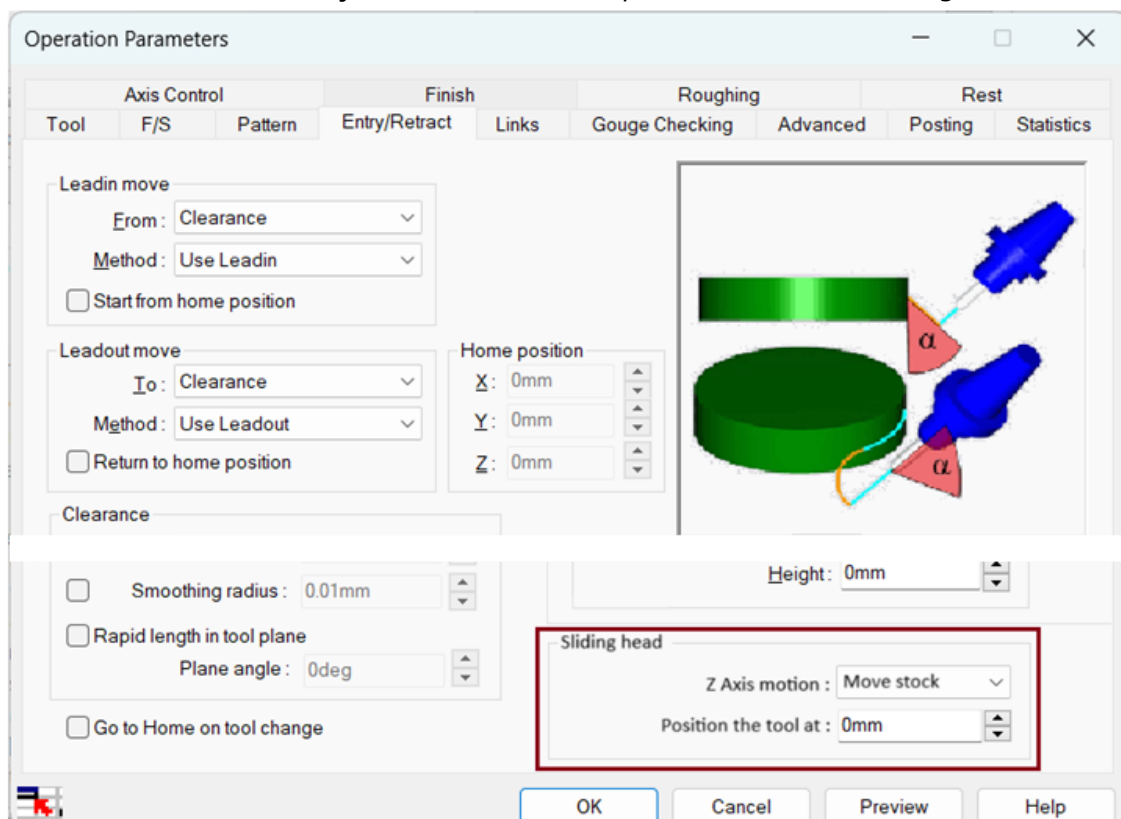 Operation Parameters
Axis Control Finish Roughing Rest
Tool F/S Pattern Entry/Retract Links Gouge Checking Advanced Posting Statistics
Leadin move
From : Clearance
Method : Use Leadin
Start from home position
Leadout move
To : Clearance
Method : Use Leadout
Return to home position
Home position
X : 0mm
Y : 0mm
Z : 0mm
α
α
Clearance
Smoothing radius : 0.01mm
Rapid length in tool plane
Plane angle : 0deg
Go to Home on tool change
Height : 0mm
Sliding head
Z Axis motion : Move stock
Position the tool at : 0mm
OK Cancel Preview Help